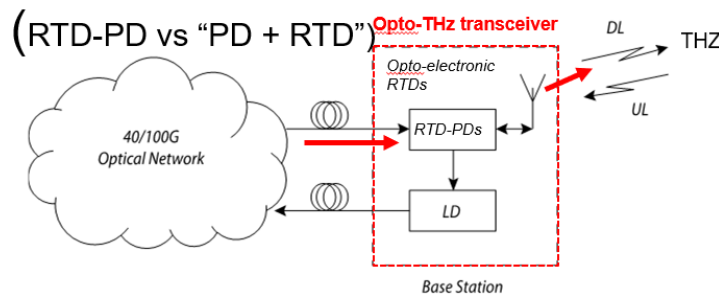 (RTD-PD vs “PD + RTD”)
Opto-THz transceiver
DL
THZ
Opto-electronic
RTDs
UL
40/100G
Optical Network
RTD-PDs
LD
Base Station